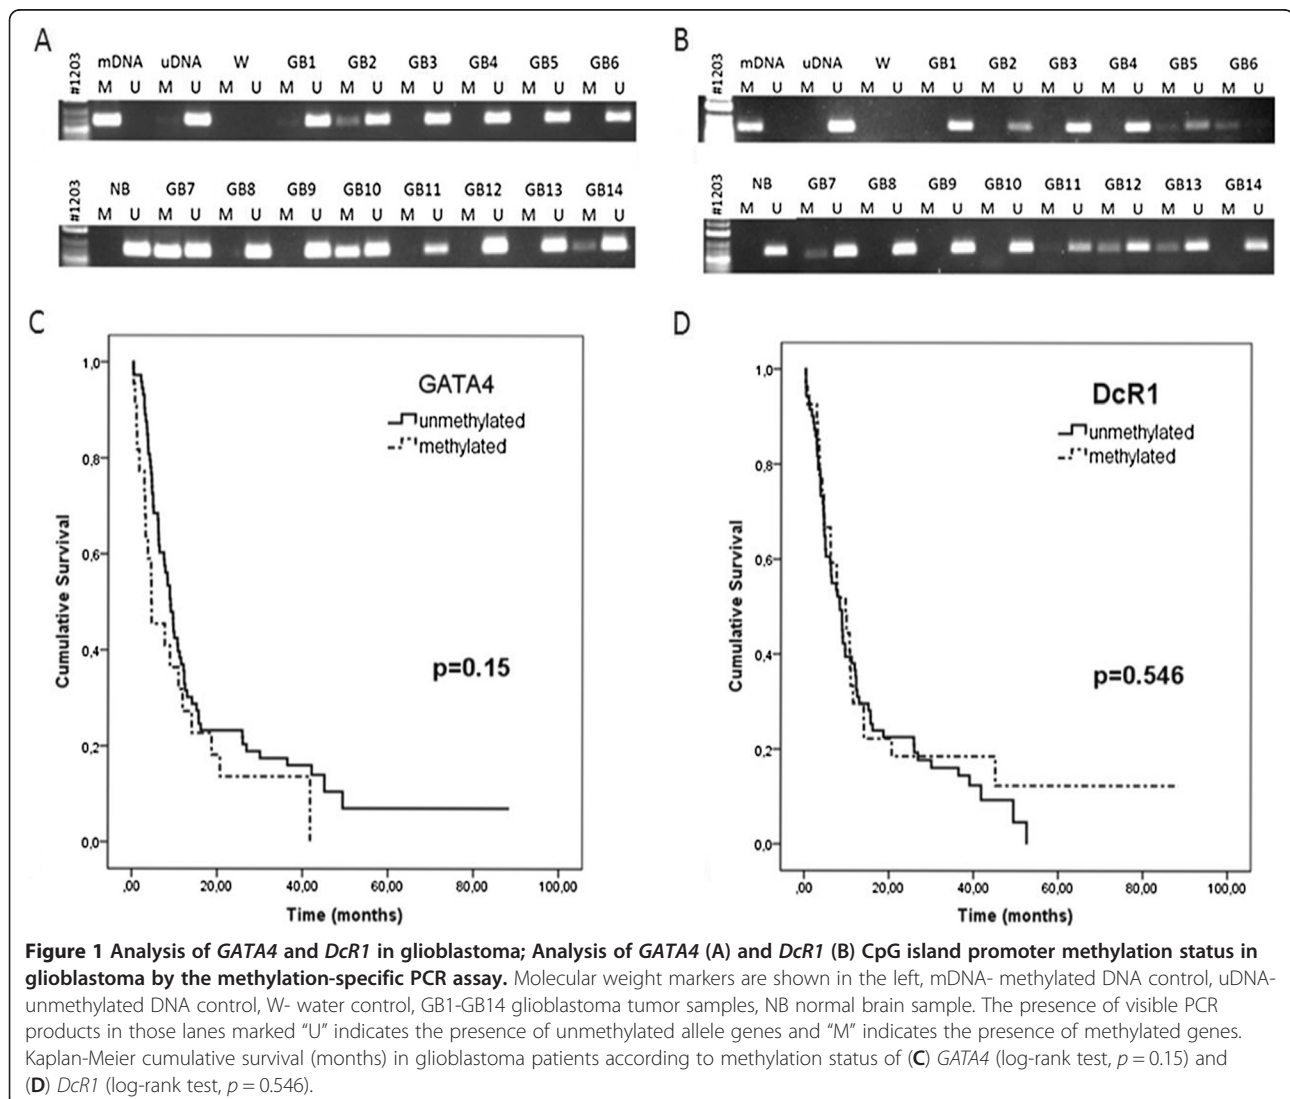 A
#1203
mDNA uDNA W GB1 GB2 GB3 GB4 GB5 GB6
M U M U M U M U M U M U M U M U M U
#1203
NB GB7 GB8 GB9 GB10 GB11 GB12 GB13 GB14
M U M U M U M U M U M U M U M U M U
B
#1203
mDNA uDNA W GB1 GB2 GB3 GB4 GB5 GB6
M U M U M U M U M U M U M U M U M U
#1203
NB GB7 GB8 GB9 GB10 GB11 GB12 GB13 GB14
M U M U M U M U M U M U M U M U M U
C
GATA4
unmethylated
methylated
p=0.15
Cumulative Survival
1,0
0,8
0,6
0,4
0,2
0,0
,00 20,00 40,00 60,00 80,00 100,00
Time (months)
D
DcR1
unmethylated
methylated
p=0.546
Cumulative Survival
1,0
0,8
0,6
0,4
0,2
0,0
,00 20,00 40,00 60,00 80,00 100,00
Time (months)
Figure 1 Analysis of GATA4 and DcR1 in glioblastoma; Analysis of GATA4 (A) and DcR1 (B) CpG island promoter methylation status in
glioblastoma by the methylation-specific PCR assay. Molecular weight markers are shown in the left, mDNA- methylated DNA control, uDNA-
unmethylated DNA control, W- water control, GB1-GB14 glioblastoma tumor samples, NB normal brain sample. The presence of visible PCR
products in those lanes marked “U” indicates the presence of unmethylated allele genes and “M” indicates the presence of methylated genes.
Kaplan-Meier cumulative survival (months) in glioblastoma patients according to methylation status of (C) GATA4 (log-rank test, p = 0.15) and
(D) DcR1 (log-rank test, p = 0.546).